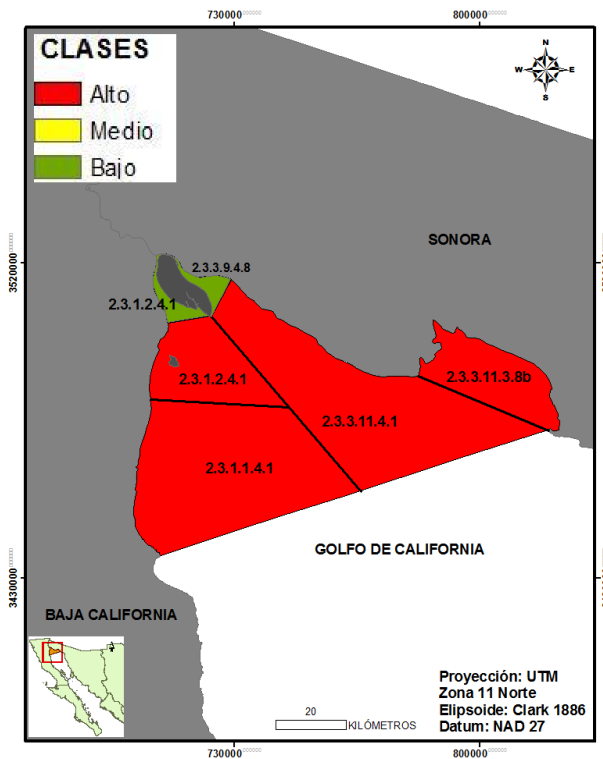 730000
800000
CLASES
Alto
Medio
Bajo
N
W
E
S
SONORA
3520000
2.3.3.9.4.8
2.3.1.2.4.1
2.3.1.2.4.1
2.3.3.11.3.8b
2.3.3.11.4.1
2.3.1.1.4.1
GOLFO DE CALIFORNIA
3430000
BAJA CALIFORNIA
20
KILÓMETROS
Proyección: UTM
Zona 11 Norte
Elipsoide: Clark 1886
Datum: NAD 27
730000
800000